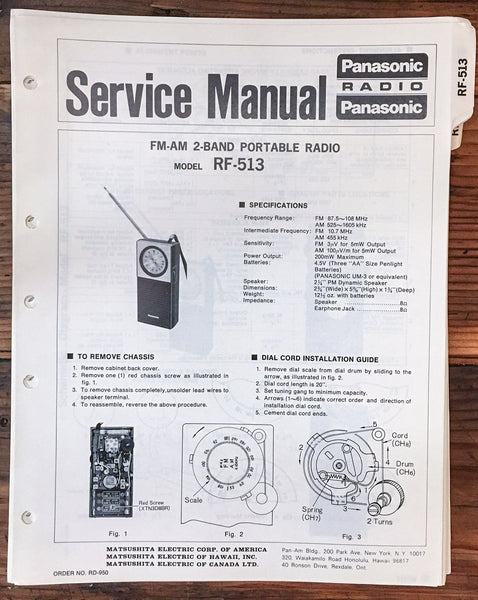 Service Manual
Panasonic
RADIO
Panasonic
RF-513
FM-AM 2-BAND PORTABLE RADIO
MODEL RF-513
■ SPECIFICATIONS
Frequency Range: FM 87.5~108 MHz
AM 525~1605 kHz
Intermediate Frequency: FM 10.7 MHz
AM 455 kHz
Sensitivity: FM 3μV for 5mW Output
AM 100μV/m for 5mW Output
Power Output: 200mW Maximum
Batteries: 4.5V (Three "AA" Size Penlight
Batteries)
(PANASONIC UM-3 or equivalent)
Speaker: 2¼" PM Dynamic Speaker
Dimensions: (Wide) x (High) x (Deep)
Weight: 12½ oz. with batteries
Impedance: Speaker 8Ω
Earphone Jack 8Ω
■ TO REMOVE CHASSIS
1. Remove cabinet back cover.
2. Remove one (1) red chassis screw as illustrated in
fig. 1.
3. To remove chassis completely, unsolder lead wires to
speaker terminal.
4. To reassemble, reverse the above procedure.
■ DIAL CORD INSTALLATION GUIDE
1. Remove dial scale from dial drum by sliding to the
arrow, as illustrated in fig. 2.
2. Dial cord length is 20".
3. Set tuning gang to minimum capacity.
4. Arrows (1~6) indicate correct order and direction of
installation dial cord.
5. Cement dial cord ends.
Red Screw
(XTN3D8BR)
Fig. 1
Scale
Fig. 2
Cord
(CH8)
Drum
(CH6)
Spring
(CH7)
2 Turns
Fig. 3
MATSUSHITA ELECTRIC CORP. OF AMERICA
MATSUSHITA ELECTRIC OF HAWAII, INC.
MATSUSHITA ELECTRIC OF CANADA LTD.
Pan-Am Bldg., 200 Park Ave. New York, N.Y. 10017
320, Waiakamilo Road Honolulu, Hawaii 96817
40 Ronson Drive, Rexdale, Ont.
ORDER NO. RD-950